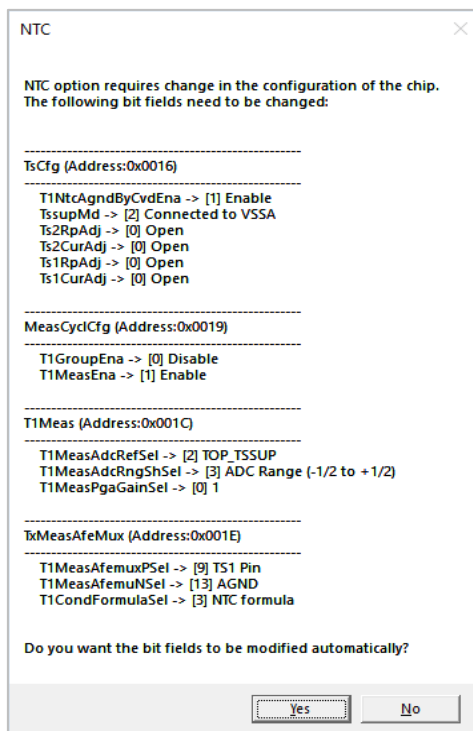 NTC
NTC option requires change in the configuration of the chip.
The following bit fields need to be changed:
--------------------------------------------------
TsCfg (Address:0x0016)
--------------------------------------------------
T1NtcAgndByCvdEna -> [1] Enable
TssupMd -> [2] Connected to VSSA
Ts2RpAdj -> [0] Open
Ts2CurAdj -> [0] Open
Ts1RpAdj -> [0] Open
Ts1CurAdj -> [0] Open
--------------------------------------------------
MeasCyclCfg (Address:0x0019)
--------------------------------------------------
T1GroupEna -> [0] Disable
T1MeasEna -> [1] Enable
--------------------------------------------------
T1Meas (Address:0x001C)
--------------------------------------------------
T1MeasAdcRefSel -> [2] TOP_TSSUP
T1MeasAdcRngShSel -> [3] ADC Range (-1/2 to +1/2)
T1MeasPgaGainSel -> [0] 1
--------------------------------------------------
TxMeasAfeMux (Address:0x001E)
--------------------------------------------------
T1MeasAfemuxPSel -> [9] TS1 Pin
T1MeasAfemuNSel -> [13] AGND
T1CondFormulaSel -> [3] NTC formula
Do you want the bit fields to be modified automatically?
Yes No